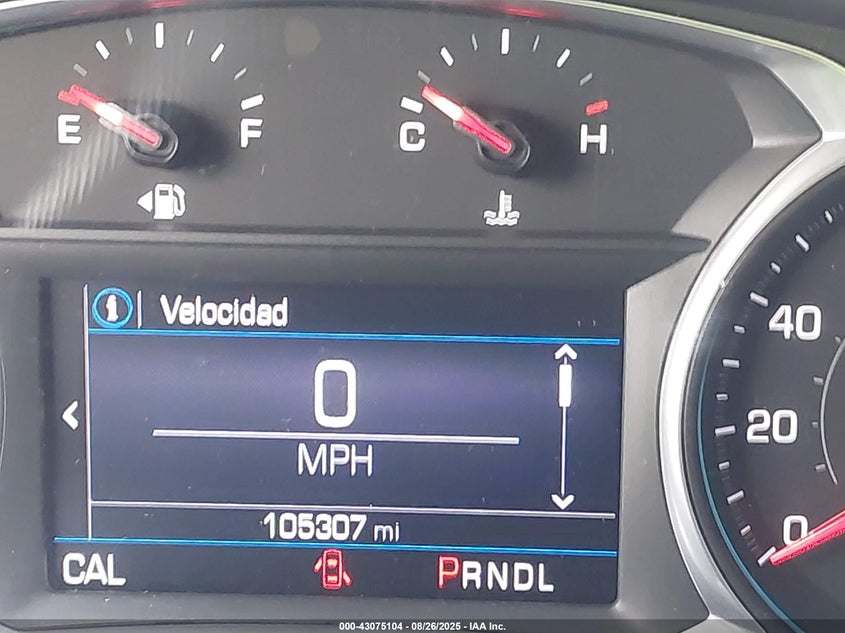 E F
C H
Velocidad
0
MPH
105307 mi
CAL
PRNDL
40
20
0
000-43075104 - 08/26/2025 - IAA Inc.